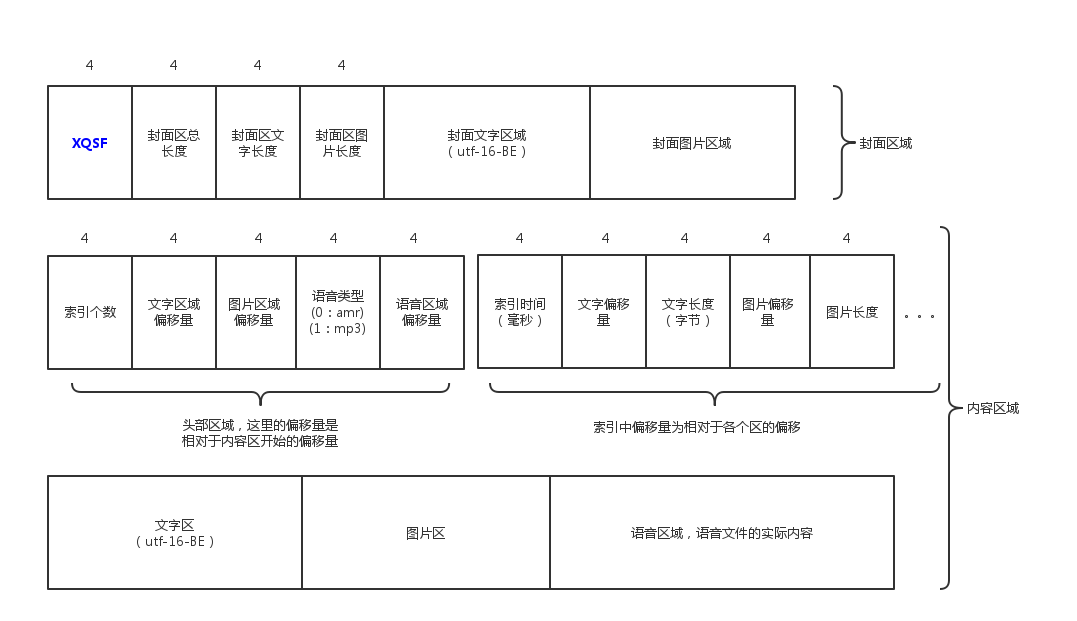 4 4 4 4
XQSF
封面区总
长度
封面区文
字长度
封面区图
片长度
封面文字区域
（utf-16-BE）
封面图片区域
封面区域
4 4 4 4 4
4 4 4 4 4
索引个数
文字区域
偏移量
图片区域
偏移量
语音类型
(0：amr)
(1：mp3)
语音区域
偏移量
索引时间
（毫秒）
文字偏移
量
文字长度
（字节）
图片偏移
量
图片长度
。。。
头部区域，这里的偏移量是
相对于内容区开始的偏移量
索引中偏移量为相对于各个区的偏移
内容区域
文字区
（utf-16-BE）
图片区
语音区域，语音文件的实际内容